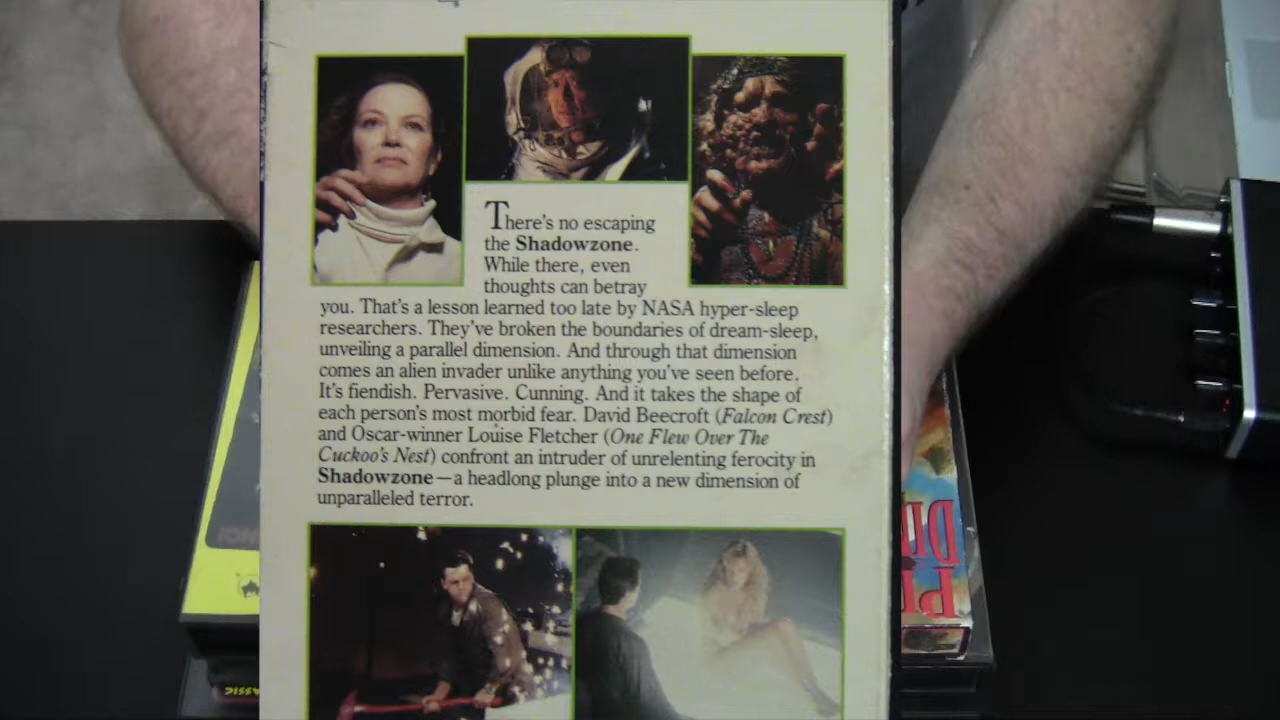 There's no escaping
the Shadowzone.
While there, even
thoughts can betray
you. That's a lesson learned too late by NASA hyper-sleep
researchers. They've broken the boundaries of dream-sleep,
unveiling a parallel dimension. And through that dimension
comes an alien invader unlike anything you've seen before.
It's fiendish. Pervasive. Cunning. And it takes the shape of
each person's most morbid fear. David Beecroft (Falcon Crest)
and Oscar-winner Louise Fletcher (One Flew Over The
Cuckoo's Nest) confront an intruder of unrelenting ferocity in
Shadowzone—a headlong plunge into a new dimension of
unparalleled terror.